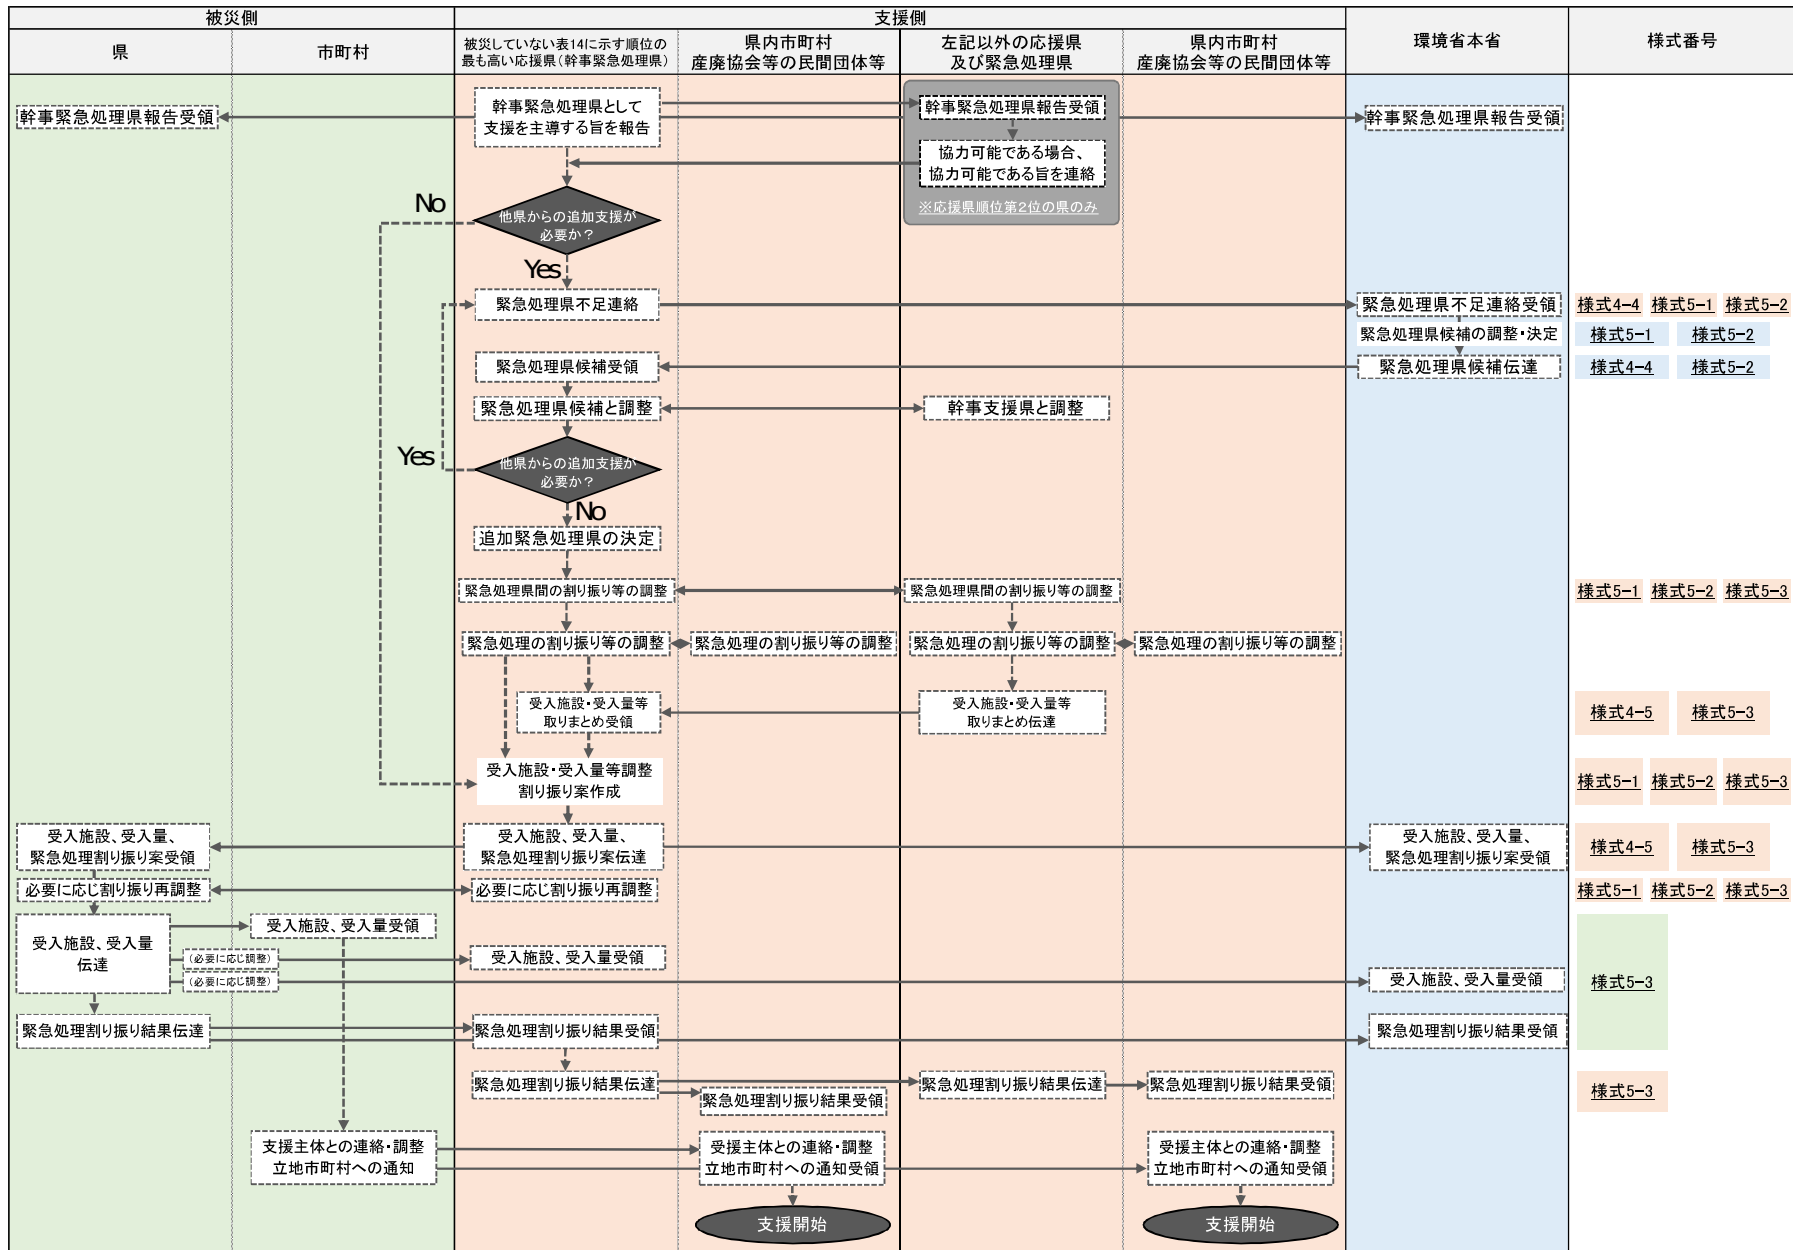 被災側
支援側
県
市町村
被災していない表14に示す順位の
最も高い応援県(幹事緊急処理県)
県内市町村
産廃協会等の民間団体等
左記以外の応援県
及び緊急処理県
県内市町村
産廃協会等の民間団体等
環境省本省
様式番号
幹事緊急処理県報告受領
幹事緊急処理県として
支援を主導する旨を報告
幹事緊急処理県報告受領
幹事緊急処理県報告受領
協力可能である場合、
協力可能である旨を連絡
※応援県順位第2位の県のみ
No
他県からの追加支援が
必要か?
Yes
緊急処理県不足連絡
緊急処理県不足連絡受領
様式4-4 様式5-1 様式5-2
緊急処理県候補の調整・決定
様式5-1 様式5-2
緊急処理県候補受領
緊急処理県候補伝達
様式4-4 様式5-2
緊急処理県候補と調整
幹事支援県と調整
Yes
他県からの追加支援が
必要か?
No
追加緊急処理県の決定
緊急処理県間の割り振り等の調整
緊急処理県間の割り振り等の調整
様式5-1 様式5-2 様式5-3
緊急処理の割り振り等の調整
緊急処理の割り振り等の調整
緊急処理の割り振り等の調整
緊急処理の割り振り等の調整
受入施設・受入量等
取りまとめ受領
受入施設・受入量等
取りまとめ伝達
様式4-5 様式5-3
受入施設・受入量等調整
割り振り案作成
様式5-1 様式5-2 様式5-3
受入施設、受入量、
緊急処理割り振り案受領
受入施設、受入量、
緊急処理割り振り案伝達
受入施設、受入量、
緊急処理割り振り案受領
様式4-5 様式5-3
必要に応じ割り振り再調整
必要に応じ割り振り再調整
様式5-1 様式5-2 様式5-3
受入施設、受入量
伝達
受入施設、受入量受領
(必要に応じ調整)
受入施設、受入量受領
(必要に応じ調整)
受入施設、受入量受領
様式5-3
緊急処理割り振り結果伝達
緊急処理割り振り結果受領
緊急処理割り振り結果受領
緊急処理割り振り結果伝達
緊急処理割り振り結果受領
緊急処理割り振り結果伝達
緊急処理割り振り結果受領
様式5-3
支援主体との連絡・調整
立地市町村への通知
受援主体との連絡・調整
立地市町村への通知受領
受援主体との連絡・調整
立地市町村への通知受領
支援開始
支援開始